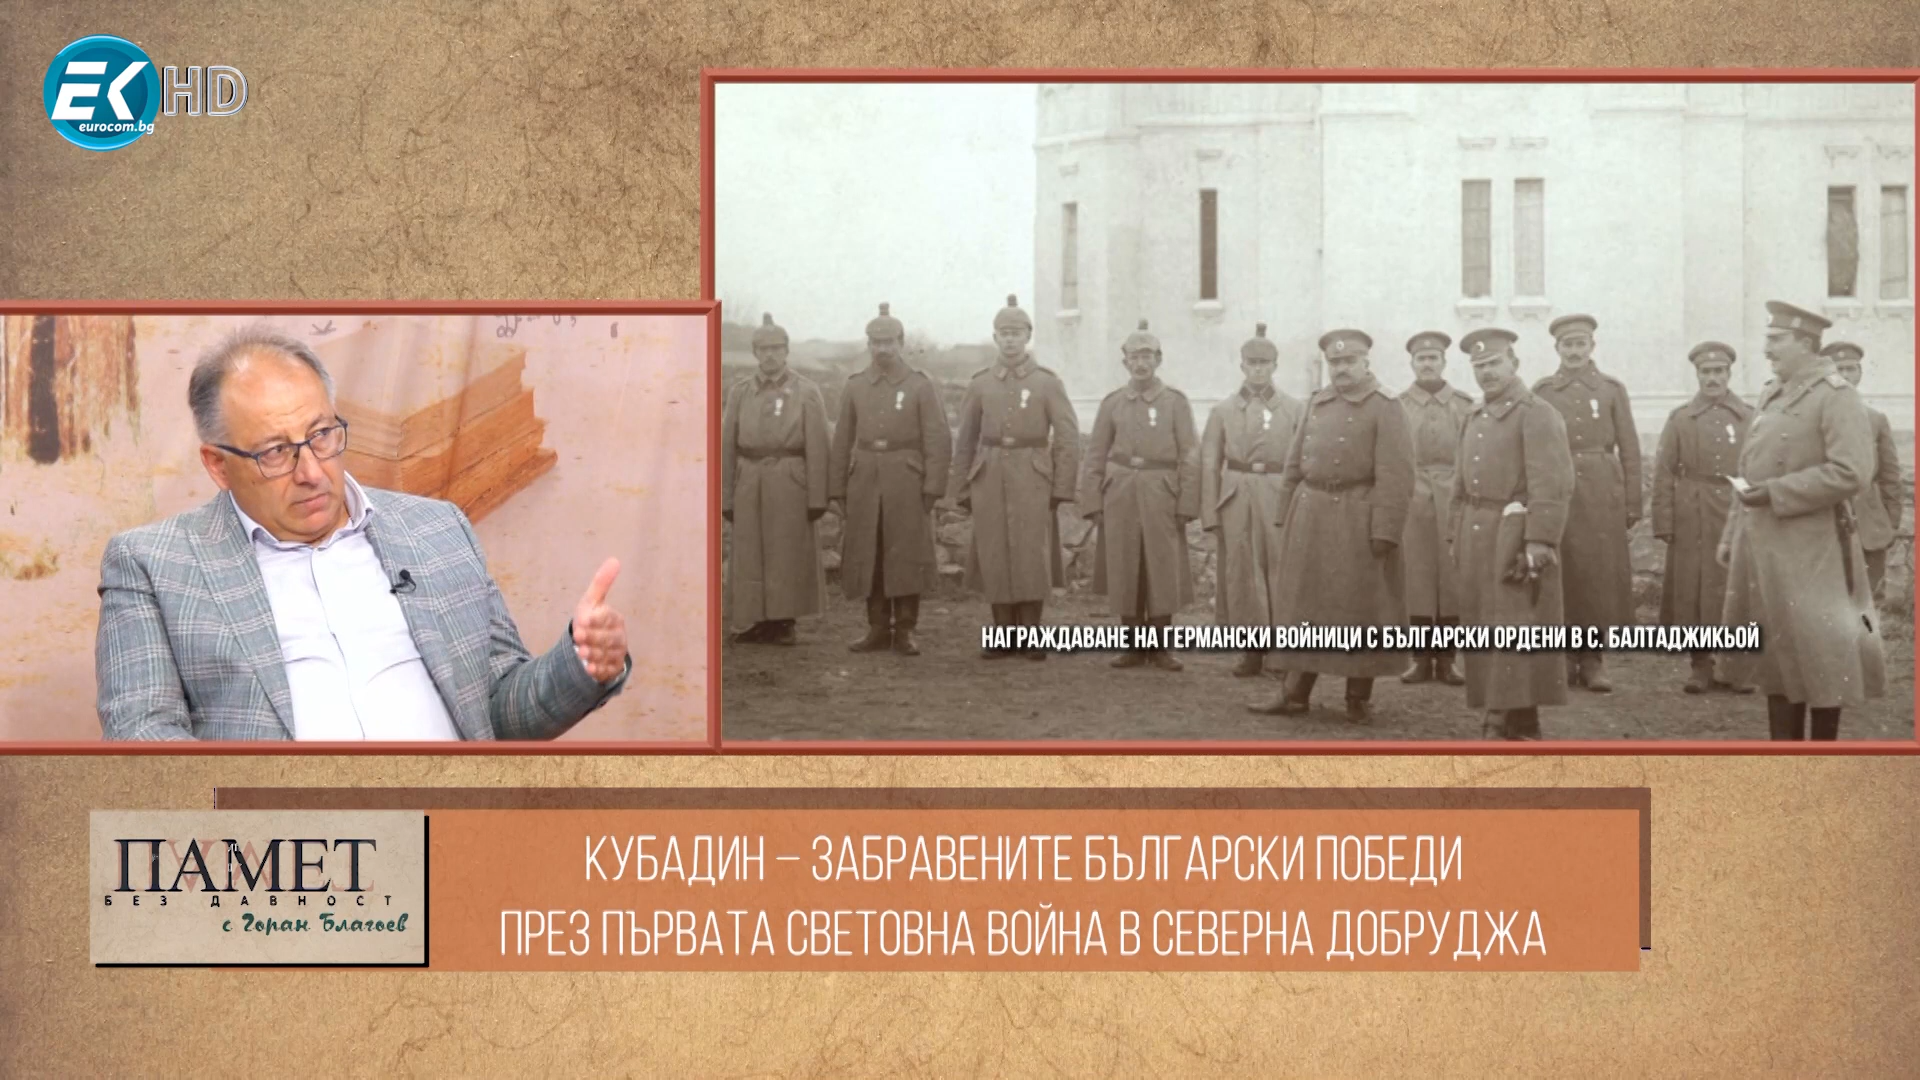 EK HD
eurocom.bg
НАГРАЖДАВАНЕ НА ГЕРМАНСКИ ВОЙНИЦИ С БЪЛГАРСКИ ОРДЕНИ В С. БАЛТАДЖИКЬОЙ
ПАМЕТ
БЕЗ ДАВНОСТ
с Горан Благоев
КУБАДИН – ЗАБРАВЕНИТЕ БЪЛГАРСКИ ПОБЕДИ
ПРЕЗ ПЪРВАТА СВЕТОВНА ВОЙНА В СЕВЕРНА ДОБРУДЖА